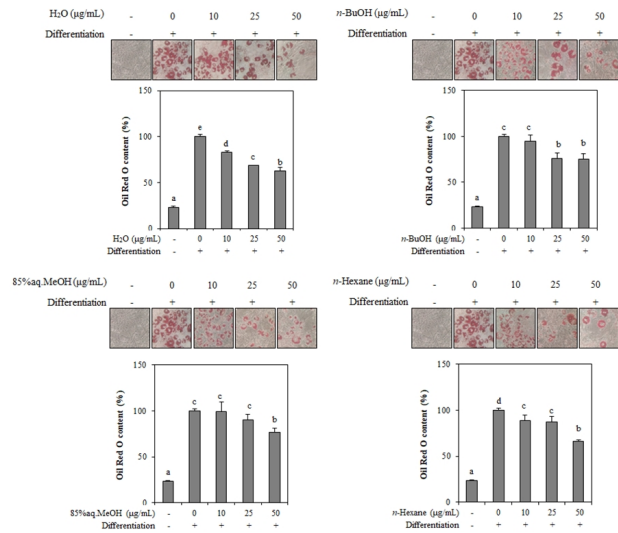 H2O (μg/mL) - 0 10 25 50
Differentiation - + + + +
150
100
50
0
Oil Red O content (%)
a e d c b
H2O (μg/mL) - 0 10 25 50
Differentiation - + + + +
n-BuOH (μg/mL) - 0 10 25 50
Differentiation - + + + +
150
100
50
0
Oil Red O content (%)
a c c b b
n-BuOH (μg/mL) - 0 10 25 50
Differentiation - + + + +
85%aq.MeOH (μg/mL) - 0 10 25 50
Differentiation - + + + +
150
100
50
0
Oil Red O content (%)
a c c c b
85%aq.MeOH (μg/mL) - 0 10 25 50
Differentiation - + + + +
n-Hexane (μg/mL) - 0 10 25 50
Differentiation - + + + +
150
100
50
0
Oil Red O content (%)
a d c c b
n-Hexane (μg/mL) - 0 10 25 50
Differentiation - + + + +